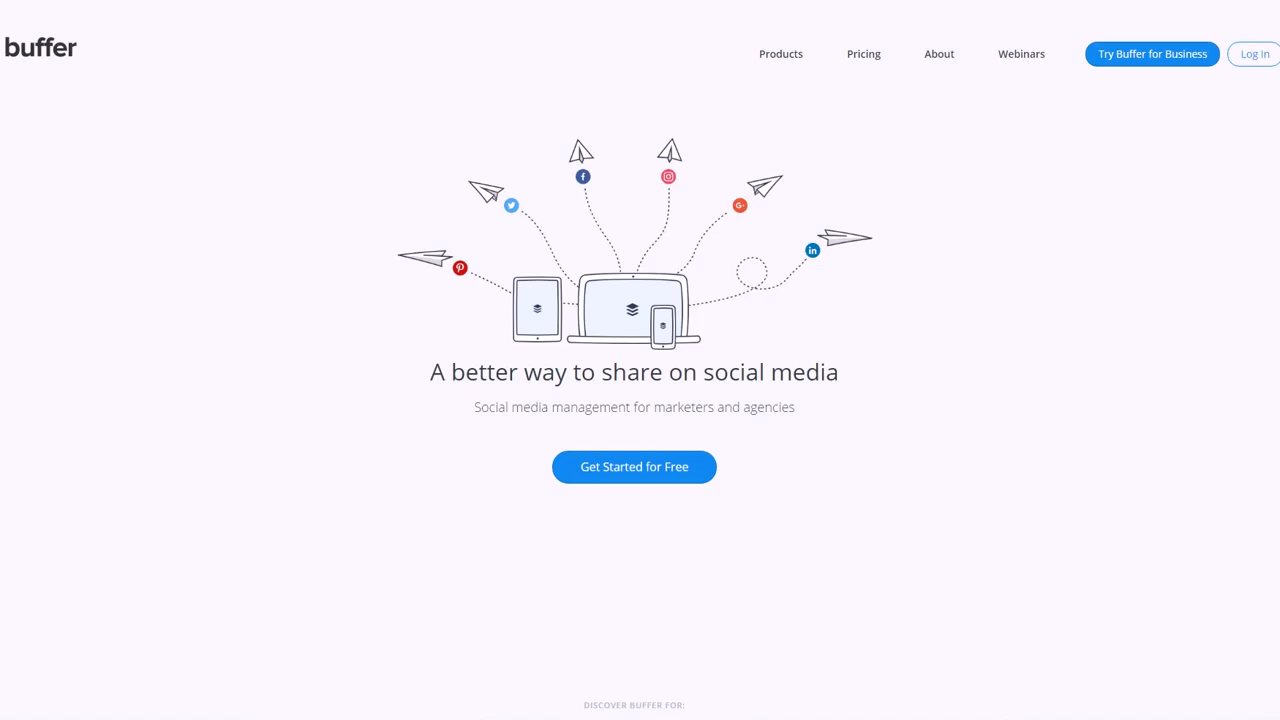 buffer
Products Pricing About Webinars Try Buffer for Business Log In
A better way to share on social media
Social media management for marketers and agencies
Get Started for Free
DISCOVER BUFFER FOR: